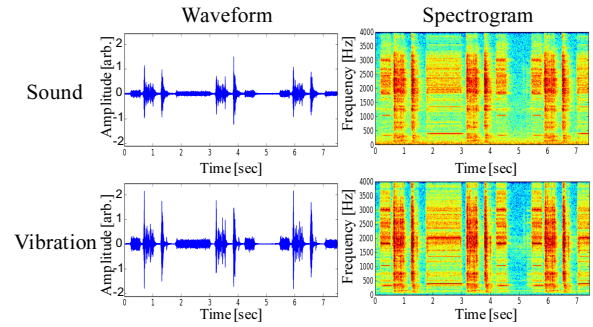 Waveform Spectrogram
Sound
Amplitude [arb.]
2
1
0
-1
-2
0 1 2 3 4 5 6 7
Time [sec]
Frequency [Hz]
4000
3500
3000
2500
2000
1500
1000
500
0
0 1 2 3 4 5 6 7
Time [sec]
Vibration
Amplitude [arb.]
2
1
0
-1
-2
0 1 2 3 4 5 6 7
Time [sec]
Frequency [Hz]
4000
3500
3000
2500
2000
1500
1000
500
0
0 1 2 3 4 5 6 7
Time [sec]